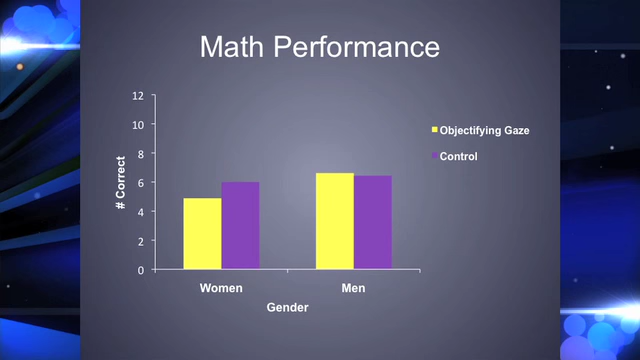 Math Performance
12
10
8
6
4
2
0
# Correct
Women
Men
Gender
Objectifying Gaze
Control